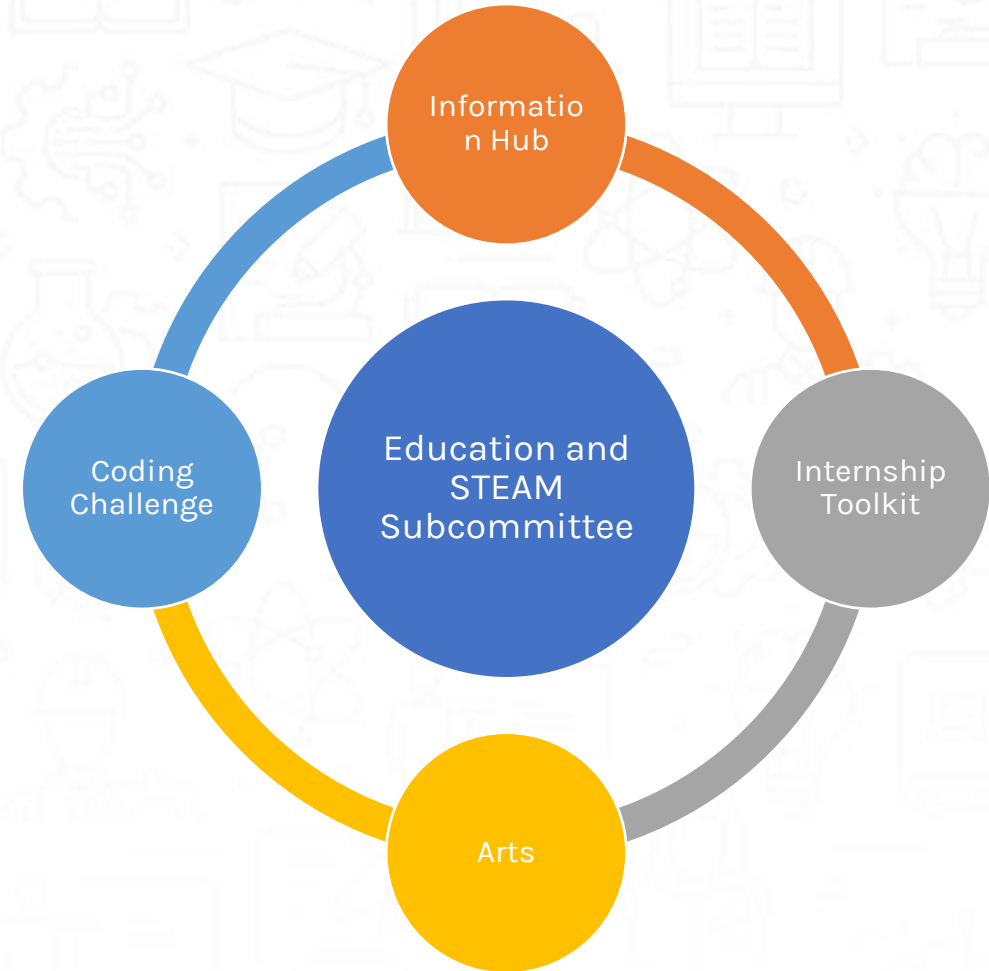 Informatio
n Hub
Coding
Challenge
Education and
STEAM
Subcommittee
Internship
Toolkit
Arts